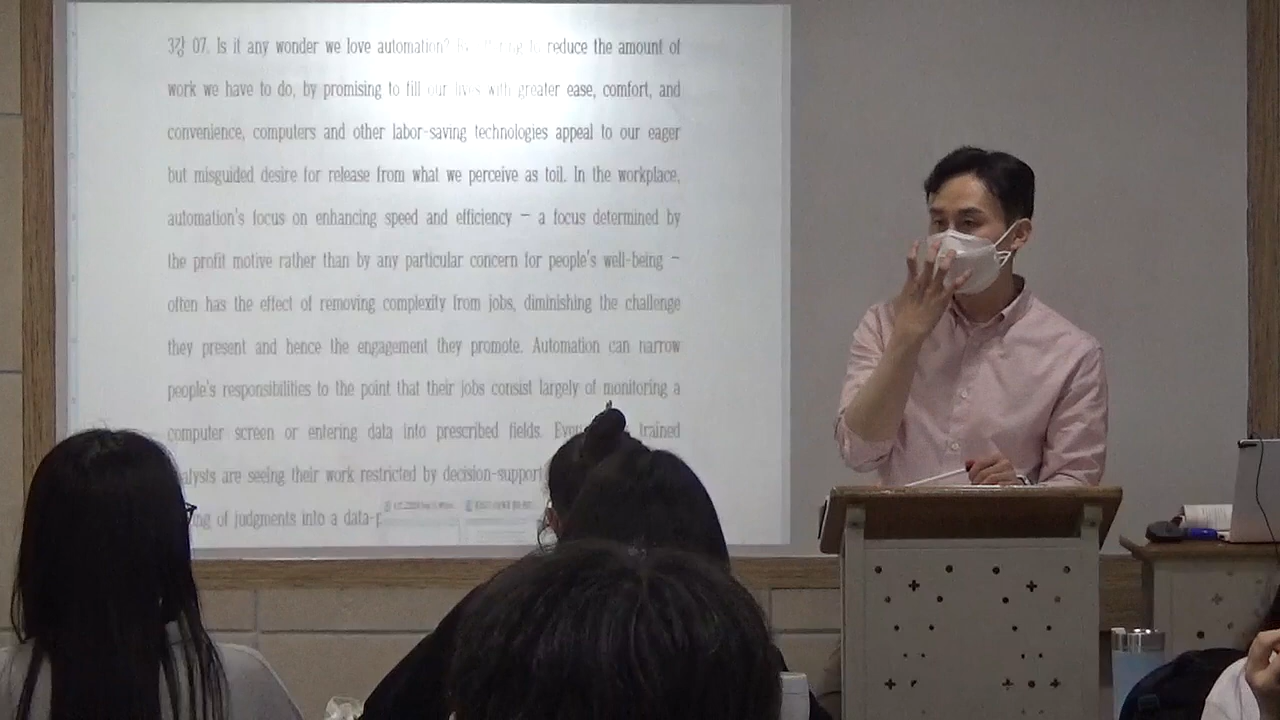 3강 07. Is it any wonder we love automation? reduce the amount of
work we have to do, by promising to fill our lives with greater ease, comfort, and
convenience, computers and other labor-saving technologies appeal to our eager
but misguided desire for release from what we perceive as toil. In the workplace,
automation's focus on enhancing speed and efficiency — a focus determined by
the profit motive rather than by any particular concern for people's well-being —
often has the effect of removing complexity from jobs, diminishing the challenge
they present and hence the engagement they promote. Automation can narrow
people's responsibilities to the point that their jobs consist largely of monitoring a
computer screen or entering data into prescribed fields. trained
are seeing their work restricted by decision-support
of judgments into a